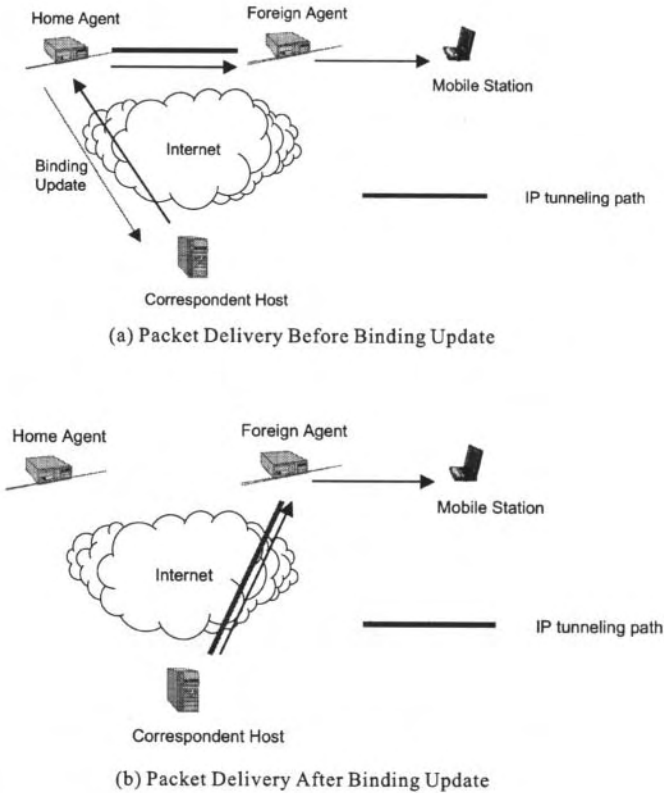 Home Agent
Foreign Agent
Mobile Station
Internet
Binding
Update
IP tunneling path
Correspondent Host
(a) Packet Delivery Before Binding Update
Home Agent
Foreign Agent
Mobile Station
Internet
IP tunneling path
Correspondent Host
(b) Packet Delivery After Binding Update